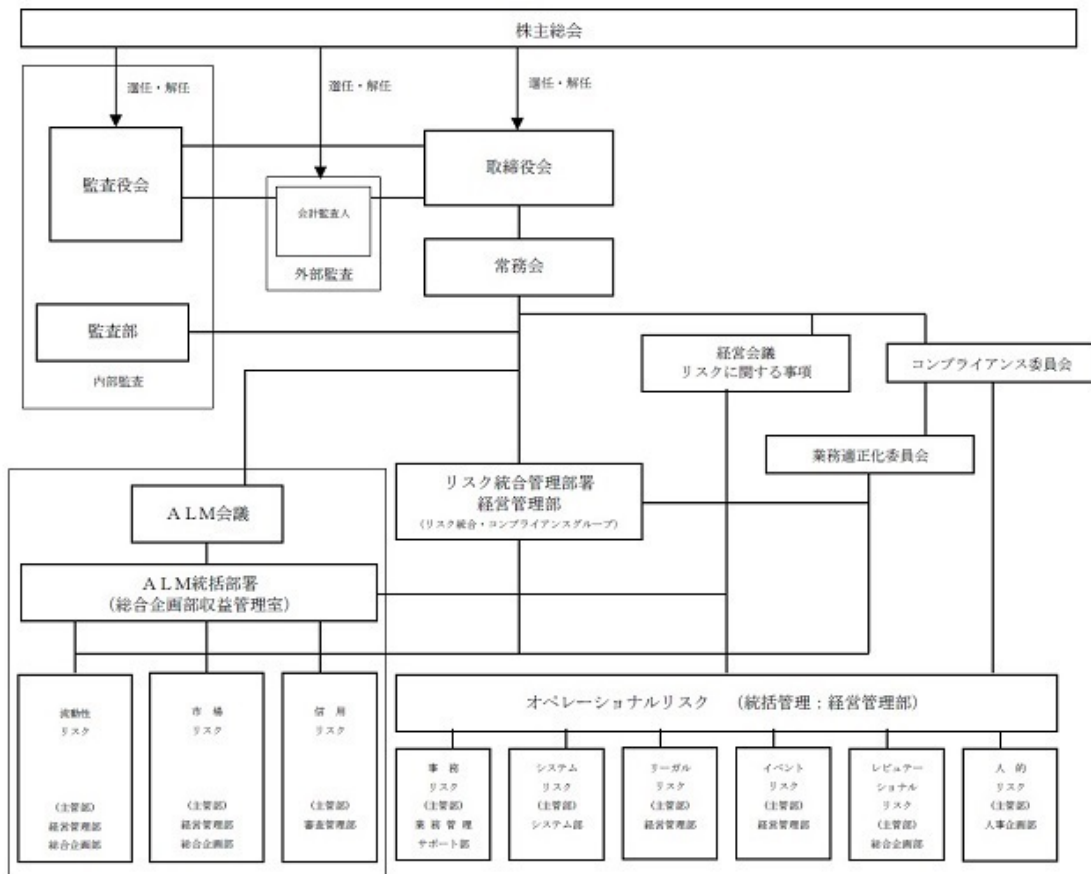 株主総会
選任・解任
選任・解任
選任・解任
監査役会
取締役会
会計監査人
外部監査
常務会
監査部
内部監査
経営会議
リスクに関する事項
コンプライアンス委員会
業務適正化委員会
リスク統合管理部署
経営管理部
(リスク統合・コンプライアンスグループ)
ＡＬＭ会議
ＡＬＭ統括部署
(総合企画部収益管理室)
流動性
リスク
(主管部)
経営管理部
総合企画部
市　場
リスク
(主管部)
経営管理部
総合企画部
信　用
リスク
(主管部)
審査管理部
オペレーショナルリスク　(統括管理：経営管理部)
事　務
リスク
(主管部)
業 務 管 理
サポート部
システム
リスク
(主管部)
システム部
リーガル
リスク
(主管部)
経営管理部
イベント
リスク
(主管部)
経営管理部
レピュテー
ショナル
リスク
(主管部)
総合企画部
人　的
リスク
(主管部)
人事企画部